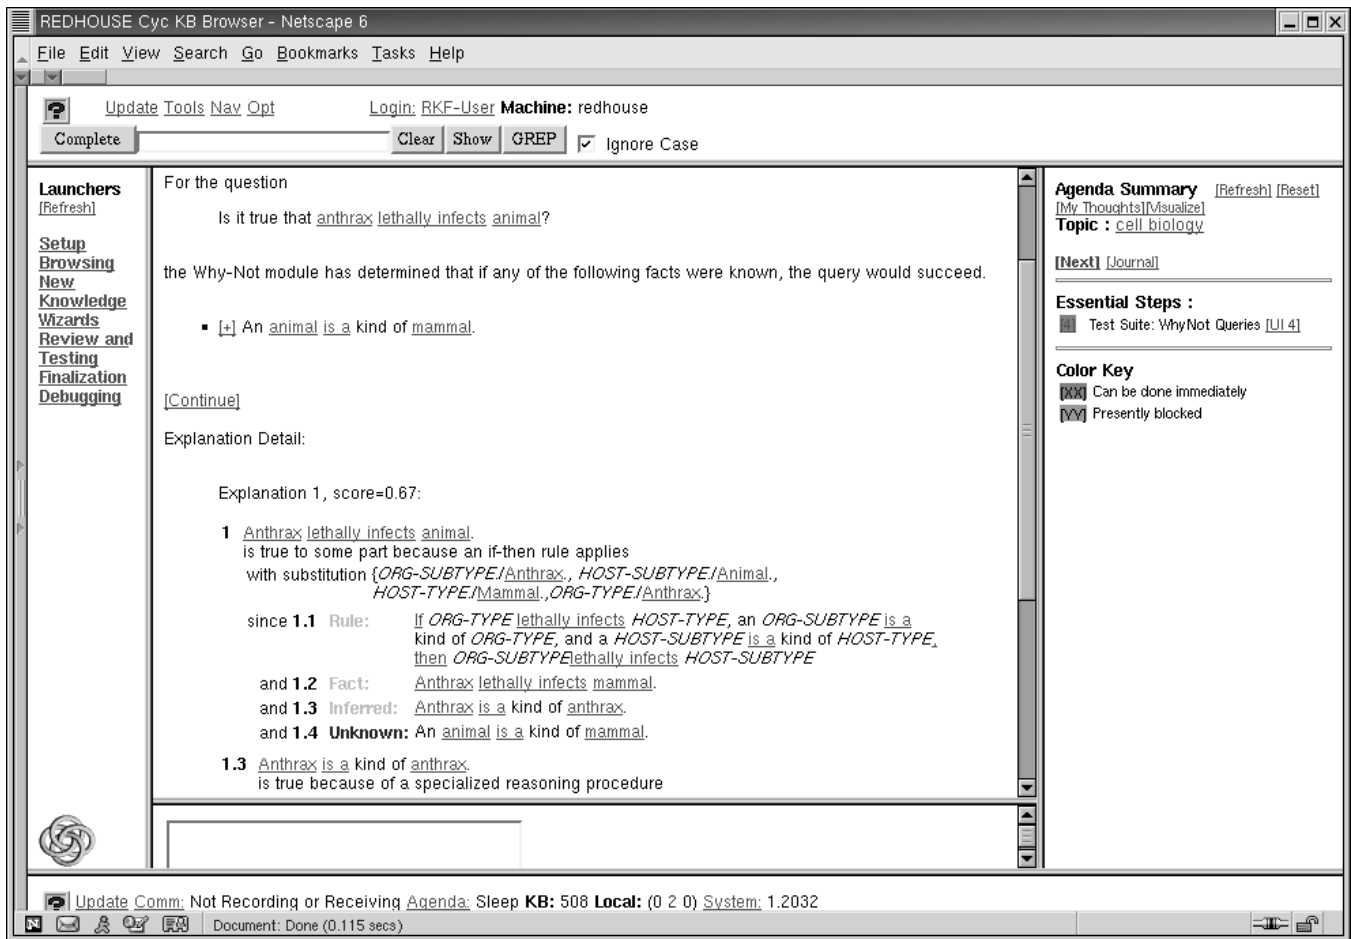 REDHOUSE Cyc KB Browser - Netscape 6
File Edit View Search Go Bookmarks Tasks Help
? Update Tools Nav Opt Login: RKF-User Machine: redhouse
Complete Clear Show GREP Ignore Case
Launchers
[Refresh]
Setup
Browsing
New
Knowledge
Wizards
Review and
Testing
Finalization
Debugging
For the question
Is it true that anthrax lethally infects animal?
the Why-Not module has determined that if any of the following facts were known, the query would succeed.
▪ [+] An animal is a kind of mammal.
[Continue]
Explanation Detail:
Explanation 1, score=0.67:
1 Anthrax lethally infects animal.
is true to some part because an if-then rule applies
with substitution {ORG-SUBTYPE./Anthrax., HOST-SUBTYPE./Animal.,
HOST-TYPE./Mammal.,ORG-TYPE./Anthrax.}
since 1.1 Rule: If ORG-TYPE lethally infects HOST-TYPE, an ORG-SUBTYPE is a
kind of ORG-TYPE, and a HOST-SUBTYPE is a kind of HOST-TYPE,
then ORG-SUBTYPElethally infects HOST-SUBTYPE
and 1.2 Fact: Anthrax lethally infects mammal.
and 1.3 Inferred: Anthrax is a kind of anthrax.
and 1.4 Unknown: An animal is a kind of mammal.
1.3 Anthrax is a kind of anthrax.
is true because of a specialized reasoning procedure
Agenda Summary [Refresh] [Reset]
[My Thoughts][Visualize]
Topic : cell biology
[Next] [Journal]
Essential Steps :
[4] Test Suite: WhyNot Queries [UI 4]
Color Key
[XX] Can be done immediately
[YY] Presently blocked
? Update Comm: Not Recording or Receiving Agenda: Sleep KB: 508 Local: (0 2 0) System: 1.2032
N Document: Done (0.115 secs)